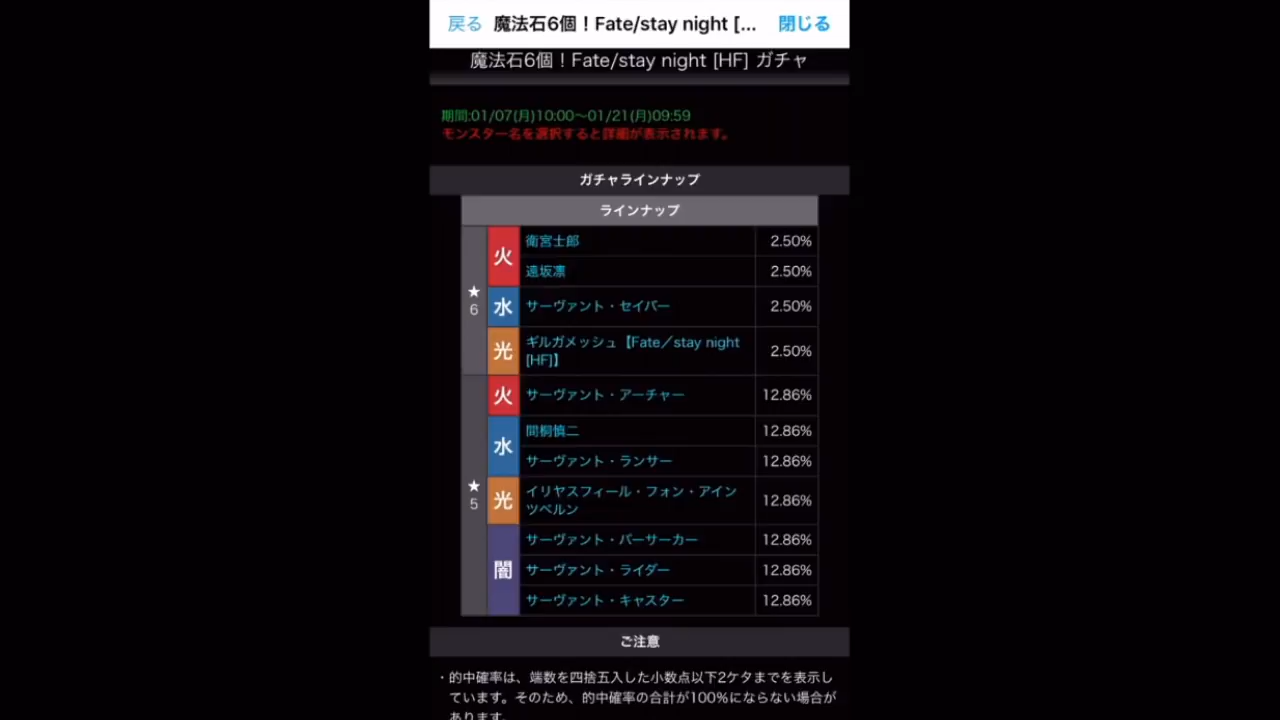 戻る 魔法石6個！Fate/stay night [... 閉じる
魔法石6個！Fate/stay night [HF] ガチャ
期間:01/07(月)10:00〜01/21(月)09:59
モンスター名を選択すると詳細が表示されます。
ガチャラインナップ
ラインナップ
★6
火
衛宮士郎 2.50%
遠坂凛 2.50%
水
サーヴァント・セイバー 2.50%
光
ギルガメッシュ【Fate／stay night
[HF]】 2.50%
★5
火
サーヴァント・アーチャー 12.86%
水
間桐慎二 12.86%
サーヴァント・ランサー 12.86%
光
イリヤスフィール・フォン・アイン
ツベルン 12.86%
闇
サーヴァント・バーサーカー 12.86%
サーヴァント・ライダー 12.86%
サーヴァント・キャスター 12.86%
ご注意
・的中確率は、端数を四捨五入した小数点以下2ケタまでを表示し
ています。そのため、的中確率の合計が100%にならない場合が
あります。